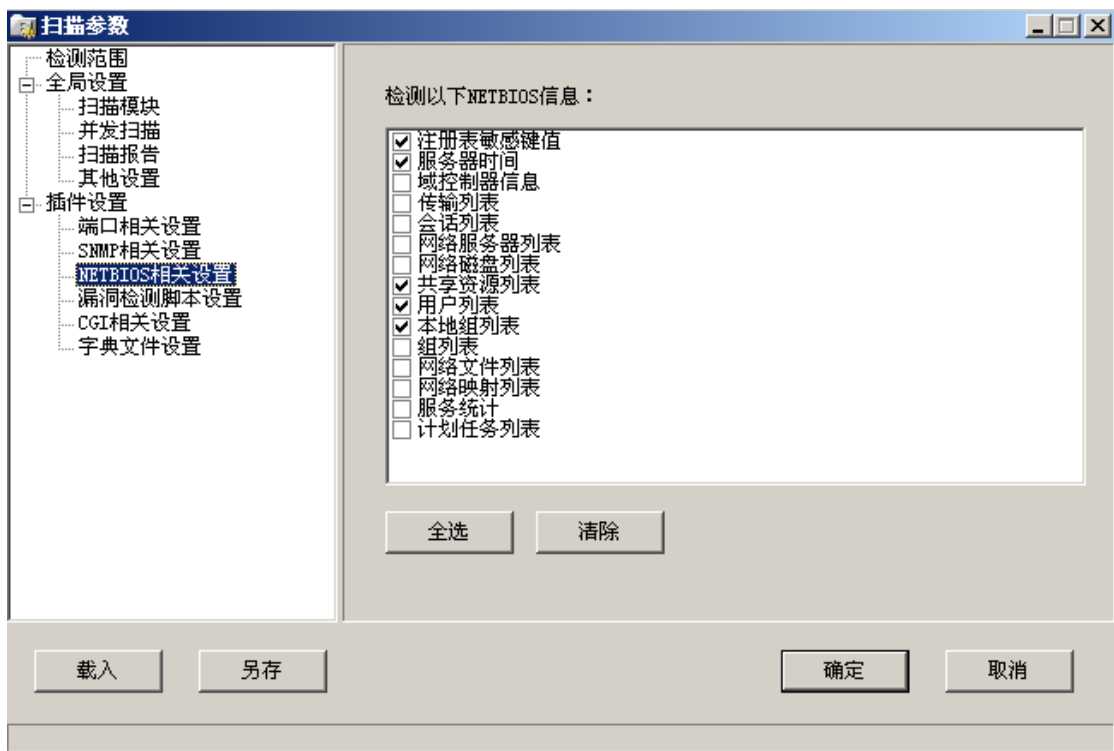 扫描参数
检测范围
全局设置
扫描模块
并发扫描
扫描报告
其他设置
插件设置
端口相关设置
SNMP相关设置
NETBIOS相关设置
漏洞检测脚本设置
CGI相关设置
字典文件设置
检测以下NETBIOS信息：
注册表敏感键值
服务器时间
域控制器信息
传输列表
会话列表
网络服务器列表
网络磁盘列表
共享资源列表
用户列表
本地组列表
组列表
网络文件列表
网络映射列表
服务统计
计划任务列表
全选
清除
载入
另存
确定
取消